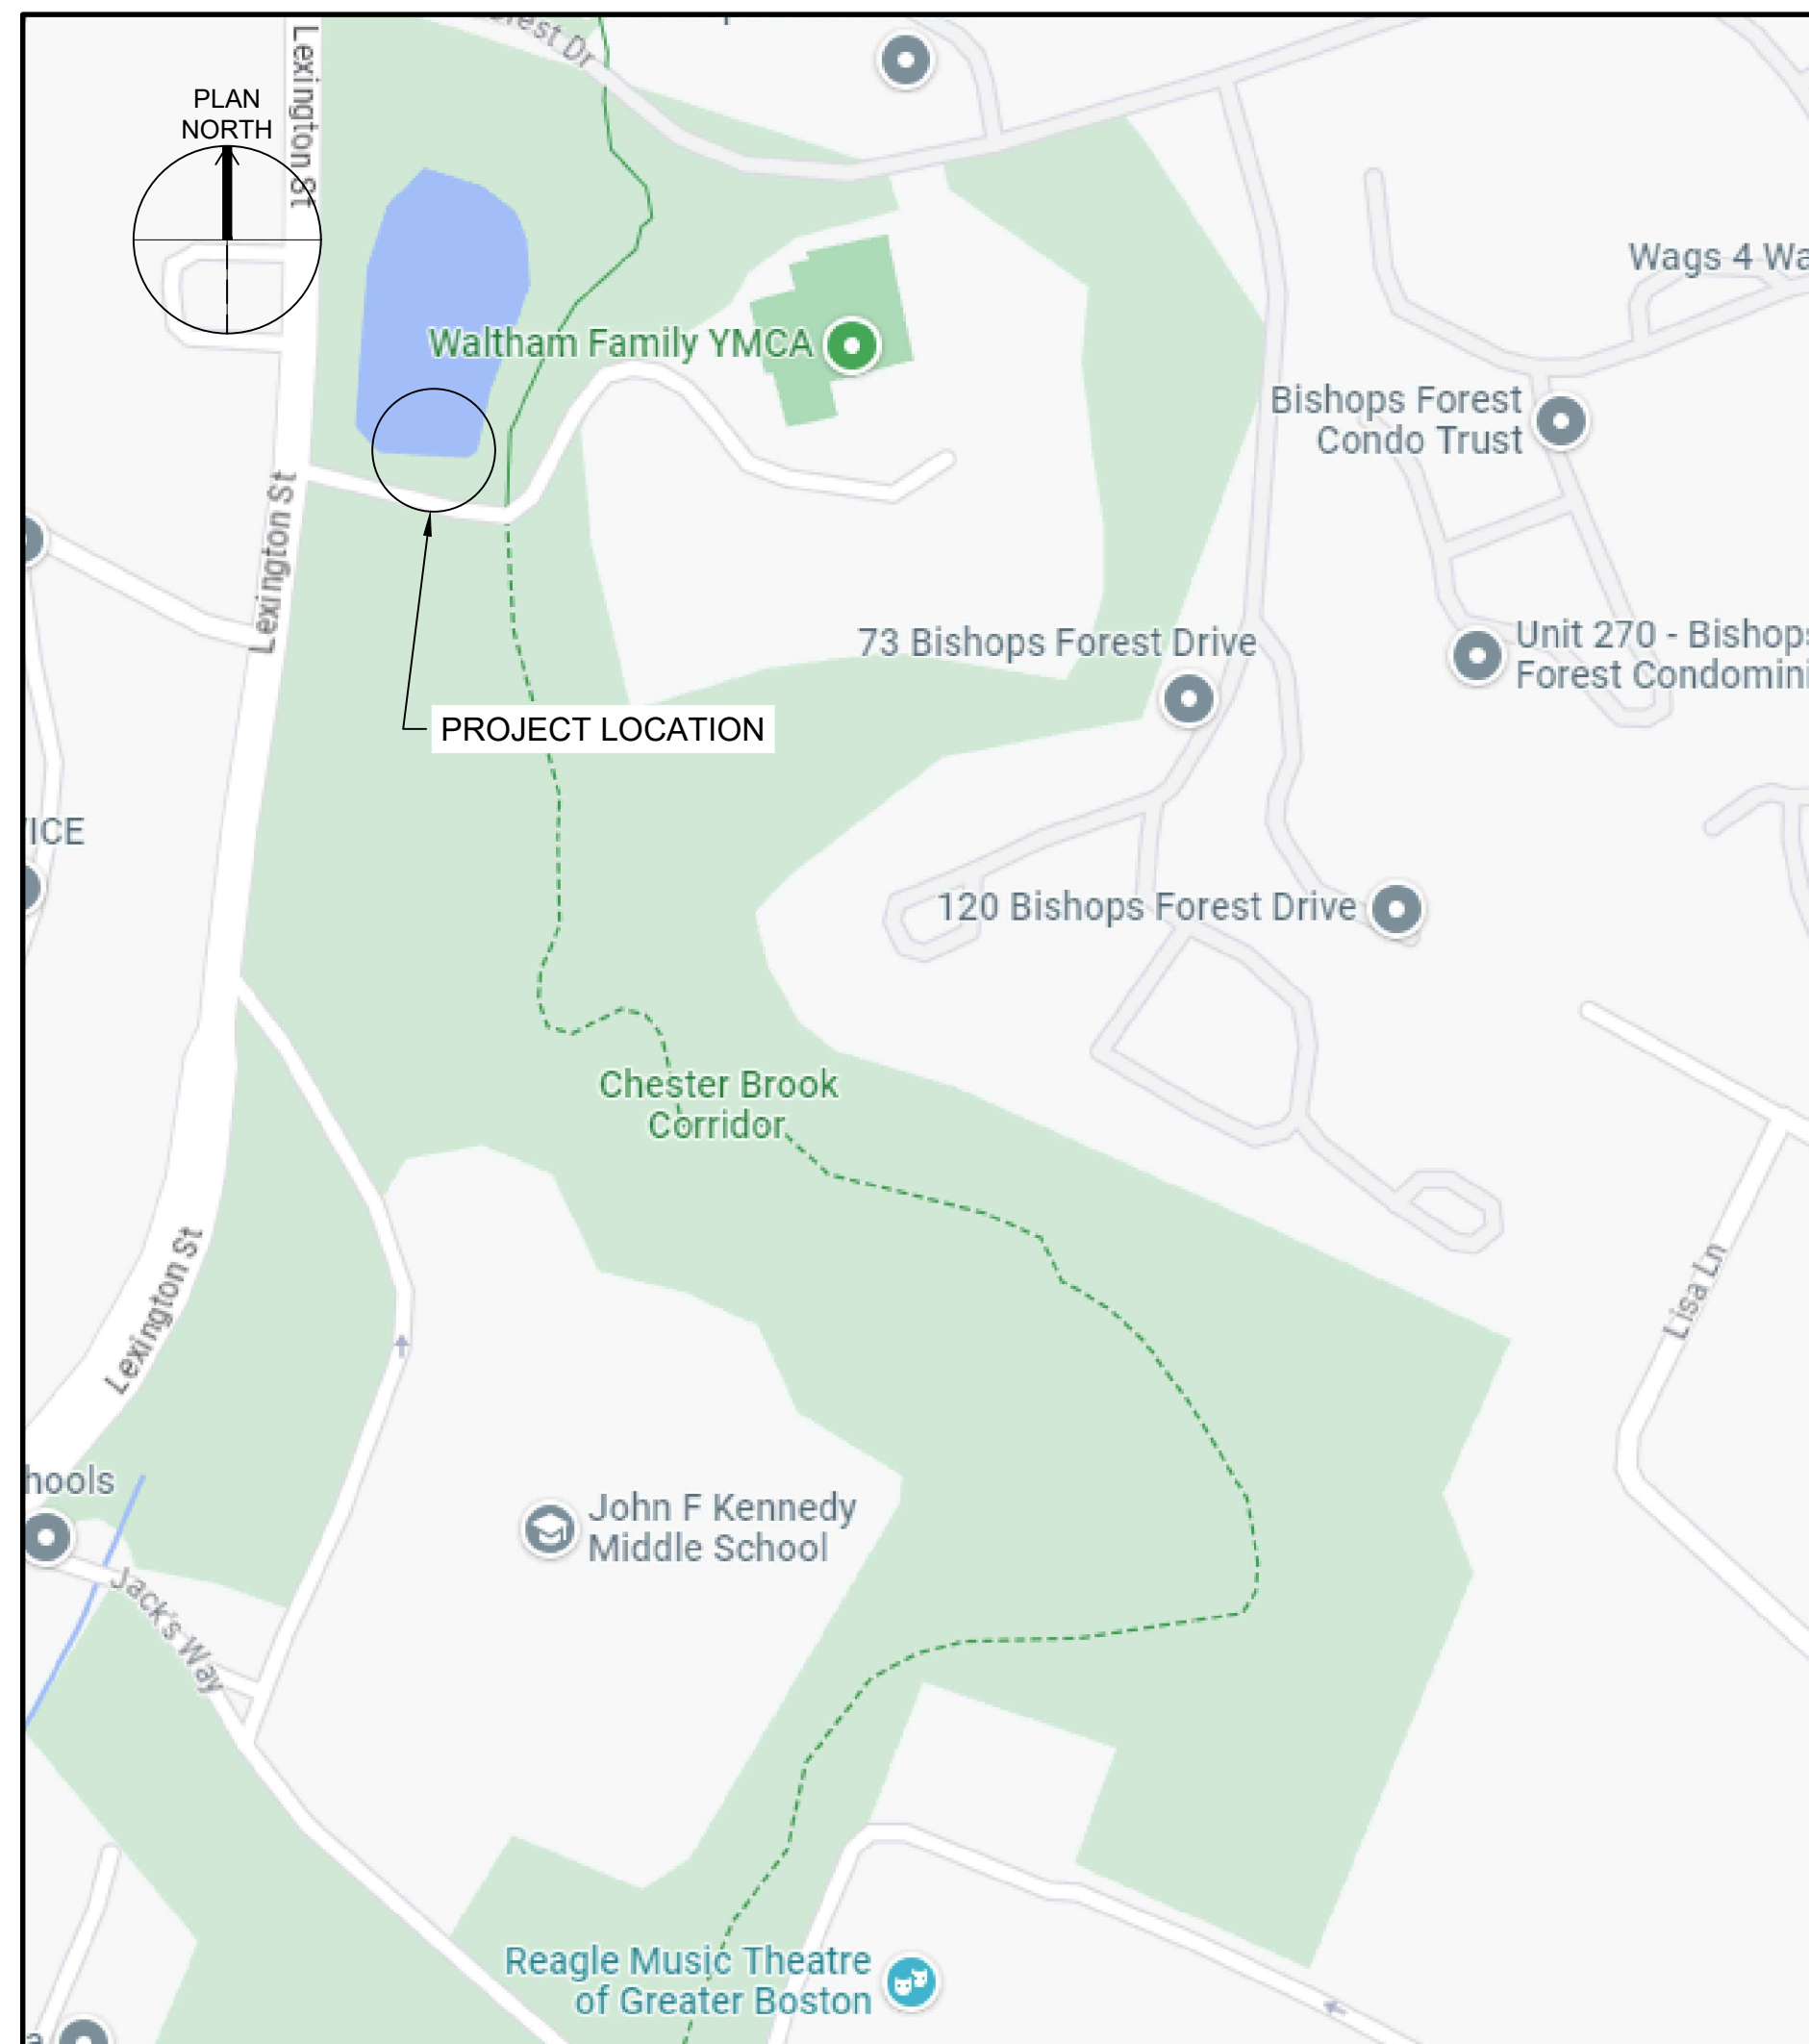 est Dr
Lexington St
PLAN
NORTH
Wags 4 Wa
Waltham Family YMCA
Bishops Forest
Condo Trust
Lexington St
73 Bishops Forest Drive
Unit 270 - Bishops
Forest Condomini
PROJECT LOCATION
ICE
120 Bishops Forest Drive
Chester Brook
Corridor
Lexington St
Lisa Ln
hools
John F Kennedy
Middle School
Jack's Way
Reagle Music Theatre
of Greater Boston